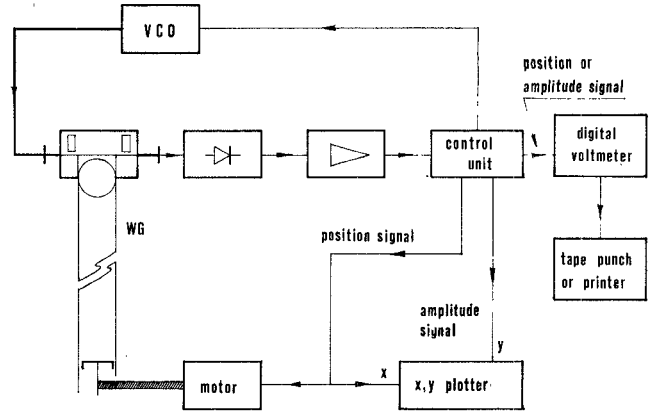 VCO
position or
amplitude signal
digital
voltmeter
control
unit
WG
position signal
tape punch
or printer
amplitude
signal
y
x
motor
x,y plotter